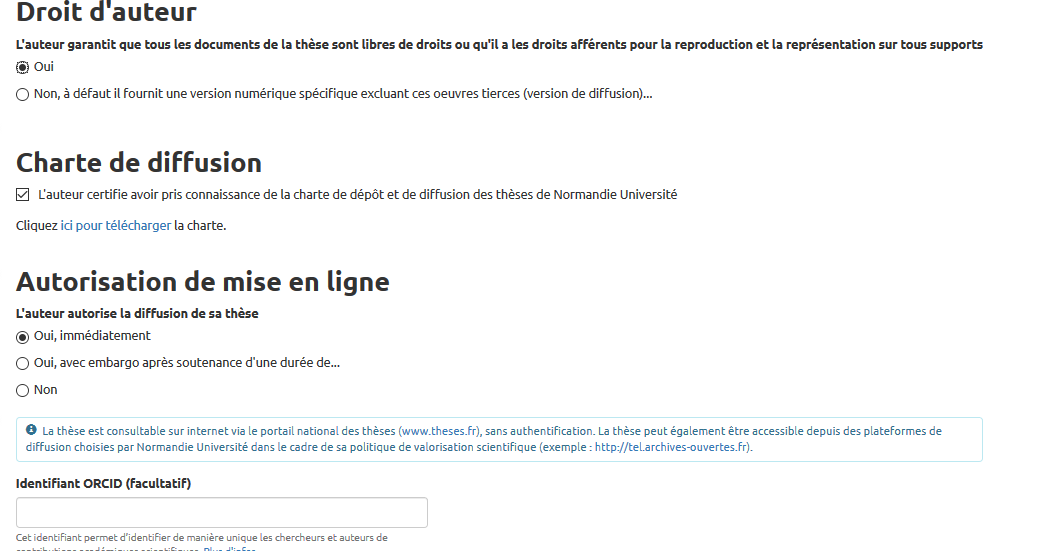 Droit d'auteur
L'auteur garantit que tous les documents de la thèse sont libres de droits ou qu'il a les droits afférents pour la reproduction et la représentation sur tous supports
Oui
Non, à défaut il fournit une version numérique spécifique excluant ces oeuvres tierces (version de diffusion)...
Charte de diffusion
L'auteur certifie avoir pris connaissance de la charte de dépôt et de diffusion des thèses de Normandie Université
Cliquez ici pour télécharger la charte.
Autorisation de mise en ligne
L'auteur autorise la diffusion de sa thèse
Oui, immédiatement
Oui, avec embargo après soutenance d'une durée de...
Non
La thèse est consultable sur internet via le portail national des thèses (www.theses.fr), sans authentification. La thèse peut également être accessible depuis des plateformes de
diffusion choisies par Normandie Université dans le cadre de sa politique de valorisation scientifique (exemple : http://tel.archives-ouvertes.fr).
Identifiant ORCID (facultatif)
Cet identifiant permet d'identifier de manière unique les chercheurs et auteurs de
contributions académiques scientifiques. Plus d'infos